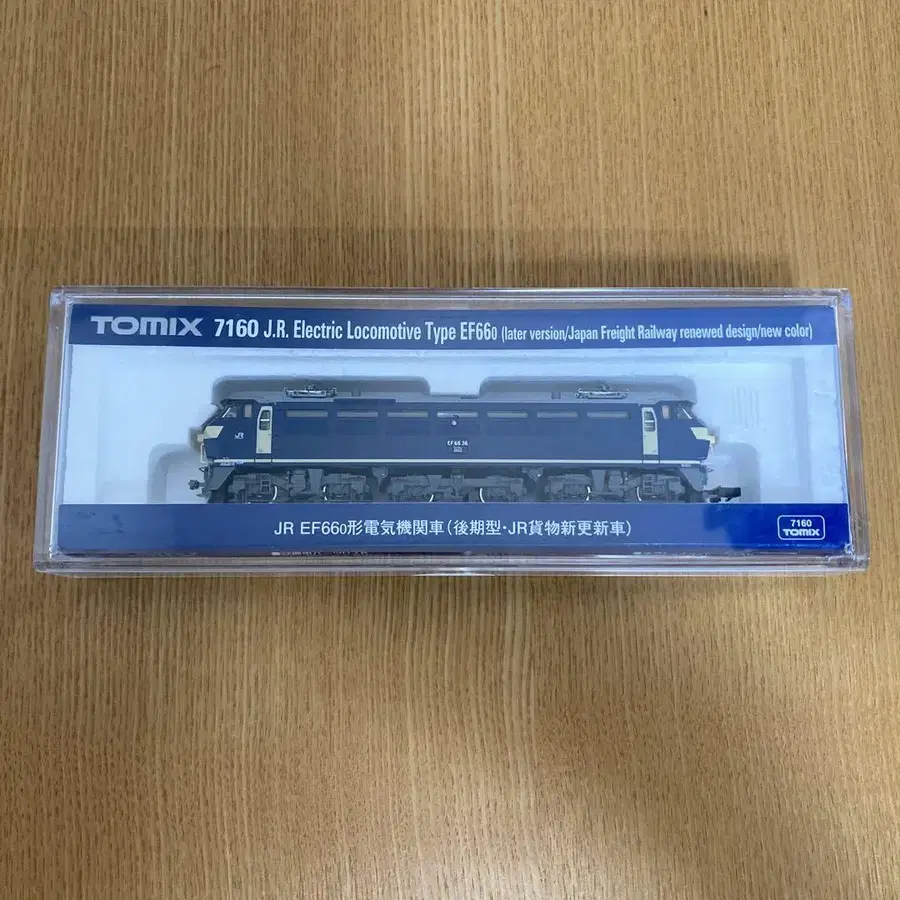 TOMIX 7160 J.R. Electric Locomotive Type EF660 (later version/Japan Freight Railway renewed design/new color)
JR
EF66 36
JR EF660形電気機関車(後期型・JR貨物新更新車)
7160
TOMIX